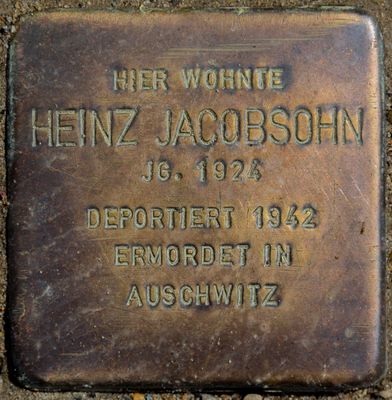 HIER WOHNTE
HEINZ JACOBSOHN
JG. 1924
DEPORTIERT 1942
ERMORDET IN
AUSCHWITZ